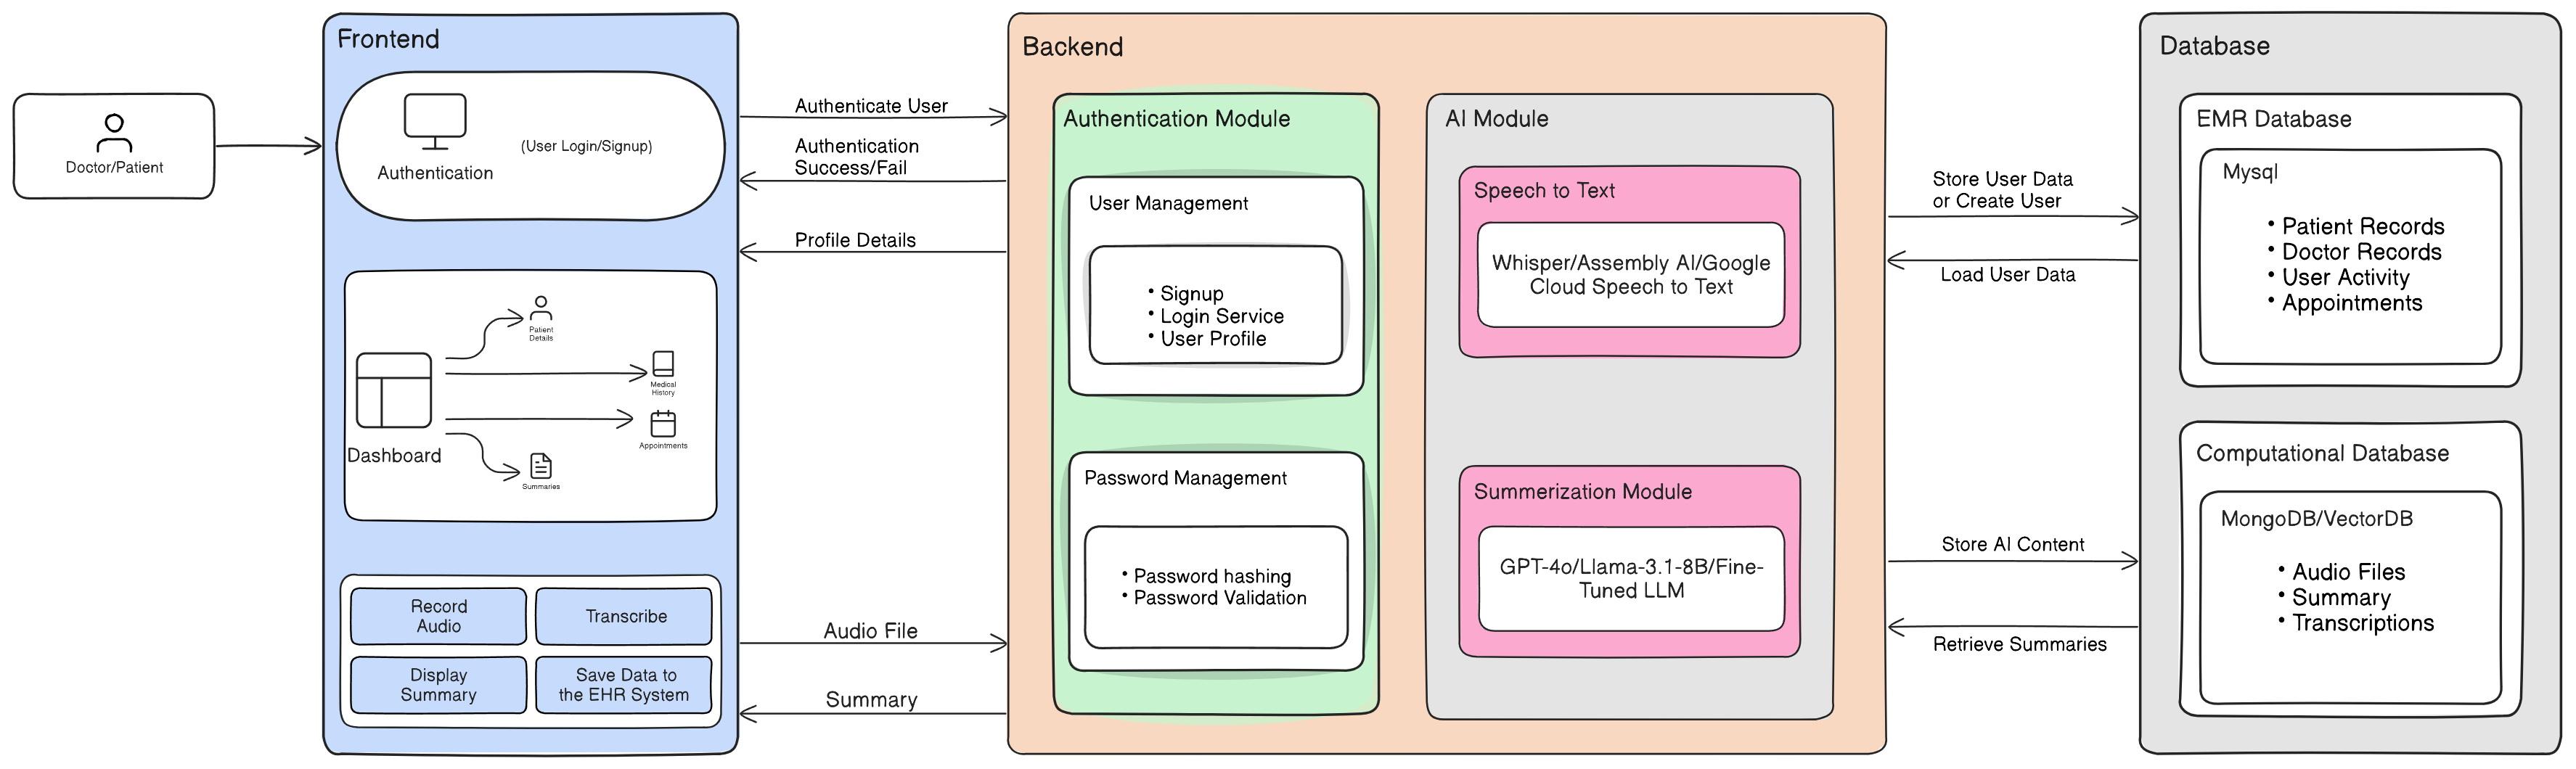 Doctor/Patient
Frontend
Authentication
(User Login/Signup)
Dashboard
Patient
Details
Medical
History
Appointments
Summaries
Record
Audio
Transcribe
Display
Summary
Save Data to
the EHR System
Authenticate User
Authentication
Success/Fail
Profile Details
Audio File
Summary
Backend
Authentication Module
User Management
• Signup
• Login Service
• User Profile
Password Management
• Password hashing
• Password Validation
AI Module
Speech to Text
Whisper/Assembly AI/Google
Cloud Speech to Text
Summerization Module
GPT-4o/Llama-3.1-8B/Fine-
Tuned LLM
Store User Data
or Create User
Load User Data
Store AI Content
Retrieve Summaries
Database
EMR Database
Mysql
• Patient Records
• Doctor Records
• User Activity
• Appointments
Computational Database
MongoDB/VectorDB
• Audio Files
• Summary
• Transcriptions